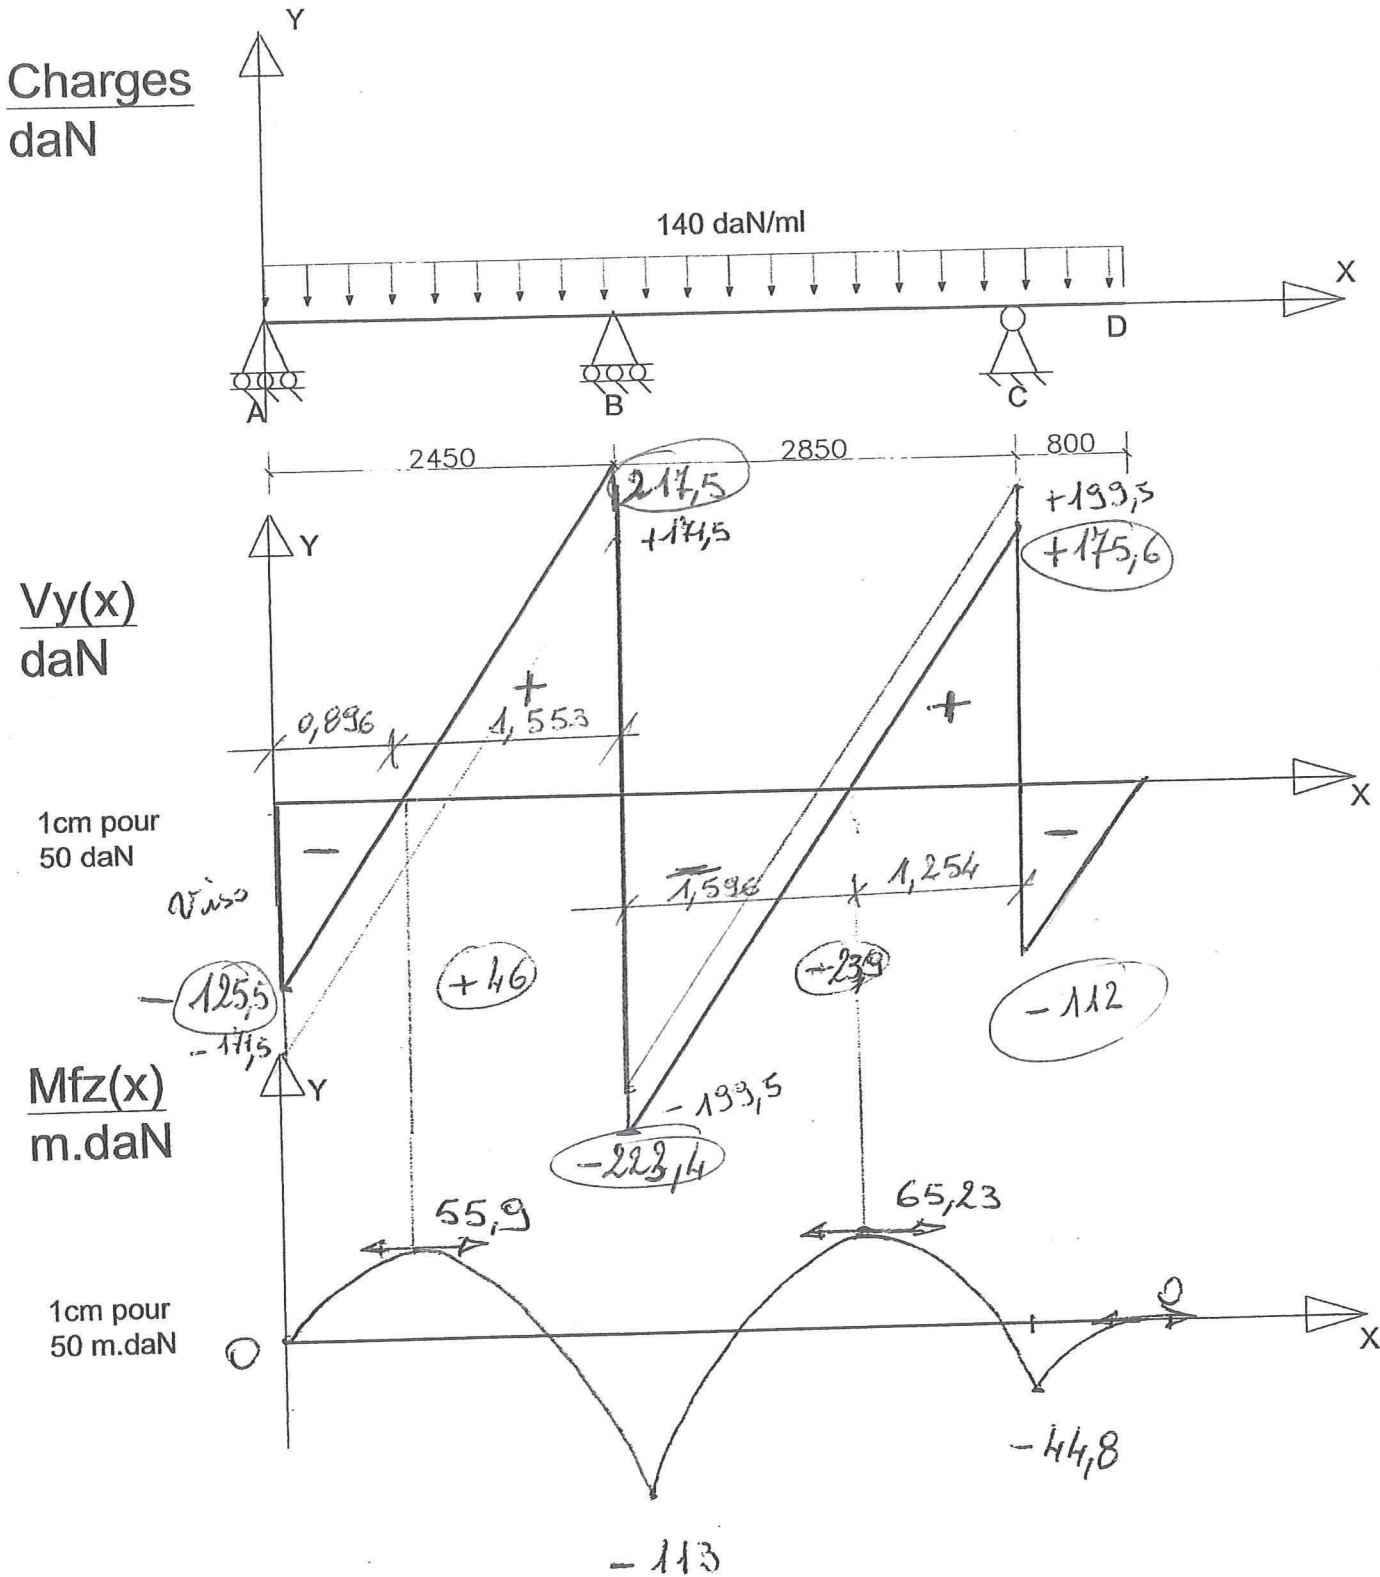 Y
Charges
daN
140 daN/ml
X
D
A
B
C
2450
2850
800
217,5
+199,5
+171,5
+175,6
Y
Vy(x)
daN
+
+
0,896
1,553
X
1cm pour
50 daN
-
-
1,596
1,254
Viso
- 125,5
+46
-23,9
-112
-171,5
Y
Mfz(x)
m.daN
-199,5
-223,4
55,9
65,23
0
1cm pour
50 m.daN
O
X
-44,8
-113